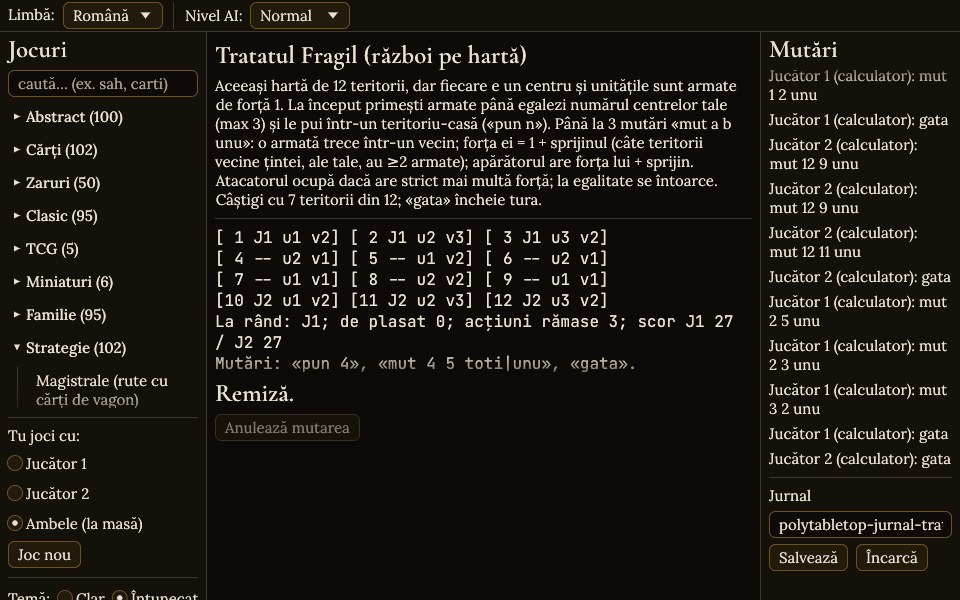 Limbă:
Română
Nivel AI:
Normal
Jocuri
caută... (ex. sah, carti)
Abstract (100)
Cărți (102)
Zaruri (50)
Clasic (95)
TCG (5)
Miniaturi (6)
Familie (95)
Strategie (102)
Magistrale (rute cu
cărți de vagon)
Tu joci cu:
Jucător 1
Jucător 2
Ambele (la masă)
Joc nou
Temă:
Clar
Întunecat
Tratatul Fragil (război pe hartă)
Aceeași hartă de 12 teritorii, dar fiecare e un centru și unitățile sunt armate
de forță 1. La început primești armate până egalezi numărul centrelor tale
(max 3) și le pui într-un teritoriu-casă («pun n»). Până la 3 mutări «mut a b
unu»: o armată trece într-un vecin; forța ei = 1 + sprijinul (câte teritorii
vecine țintei, ale tale, au ≥2 armate); apărătorul are forța lui + sprijin.
Atacatorul ocupă dacă are strict mai multă forță; la egalitate se întoarce.
Câștigi cu 7 teritorii din 12; «gata» încheie tura.
[ 1 J1 u1 v2] [ 2 J1 u2 v3] [ 3 J1 u3 v2]
[ 4 -- u2 v1] [ 5 -- u1 v2] [ 6 -- u2 v1]
[ 7 -- u1 v1] [ 8 -- u2 v2] [ 9 -- u1 v1]
[10 J2 u1 v2] [11 J2 u2 v3] [12 J2 u3 v2]
La rând: J1; de plasat 0; acțiuni rămase 3; scor J1 27
/ J2 27
Mutări: «pun 4», «mut 4 5 toti|unu», «gata».
Remiză.
Anulează mutarea
Mutări
Jucător 1 (calculator): mut
1 2 unu
Jucător 1 (calculator): gata
Jucător 2 (calculator):
mut 12 9 unu
Jucător 2 (calculator):
mut 12 9 unu
Jucător 2 (calculator):
mut 12 11 unu
Jucător 2 (calculator): gata
Jucător 1 (calculator): mut
2 5 unu
Jucător 1 (calculator): mut
2 3 unu
Jucător 1 (calculator): mut
3 2 unu
Jucător 1 (calculator): gata
Jucător 2 (calculator): gata
Jurnal
polytabletop-jurnal-tra
Salvează
Încarcă